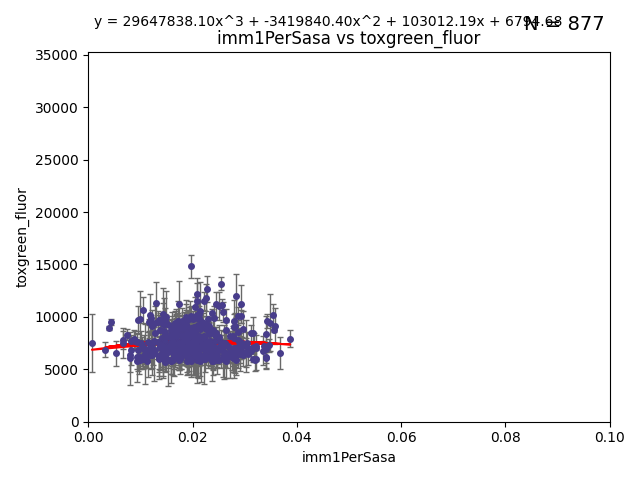 y = 29647838.10x^3 + -3419840.40x^2 + 103012.19x + 6794.68
N = 877
imm1PerSasa vs toxgreen_fluor
35000
30000
25000
20000
15000
10000
5000
0
toxgreen_fluor
0.00 0.02 0.04 0.06 0.08 0.10
imm1PerSasa